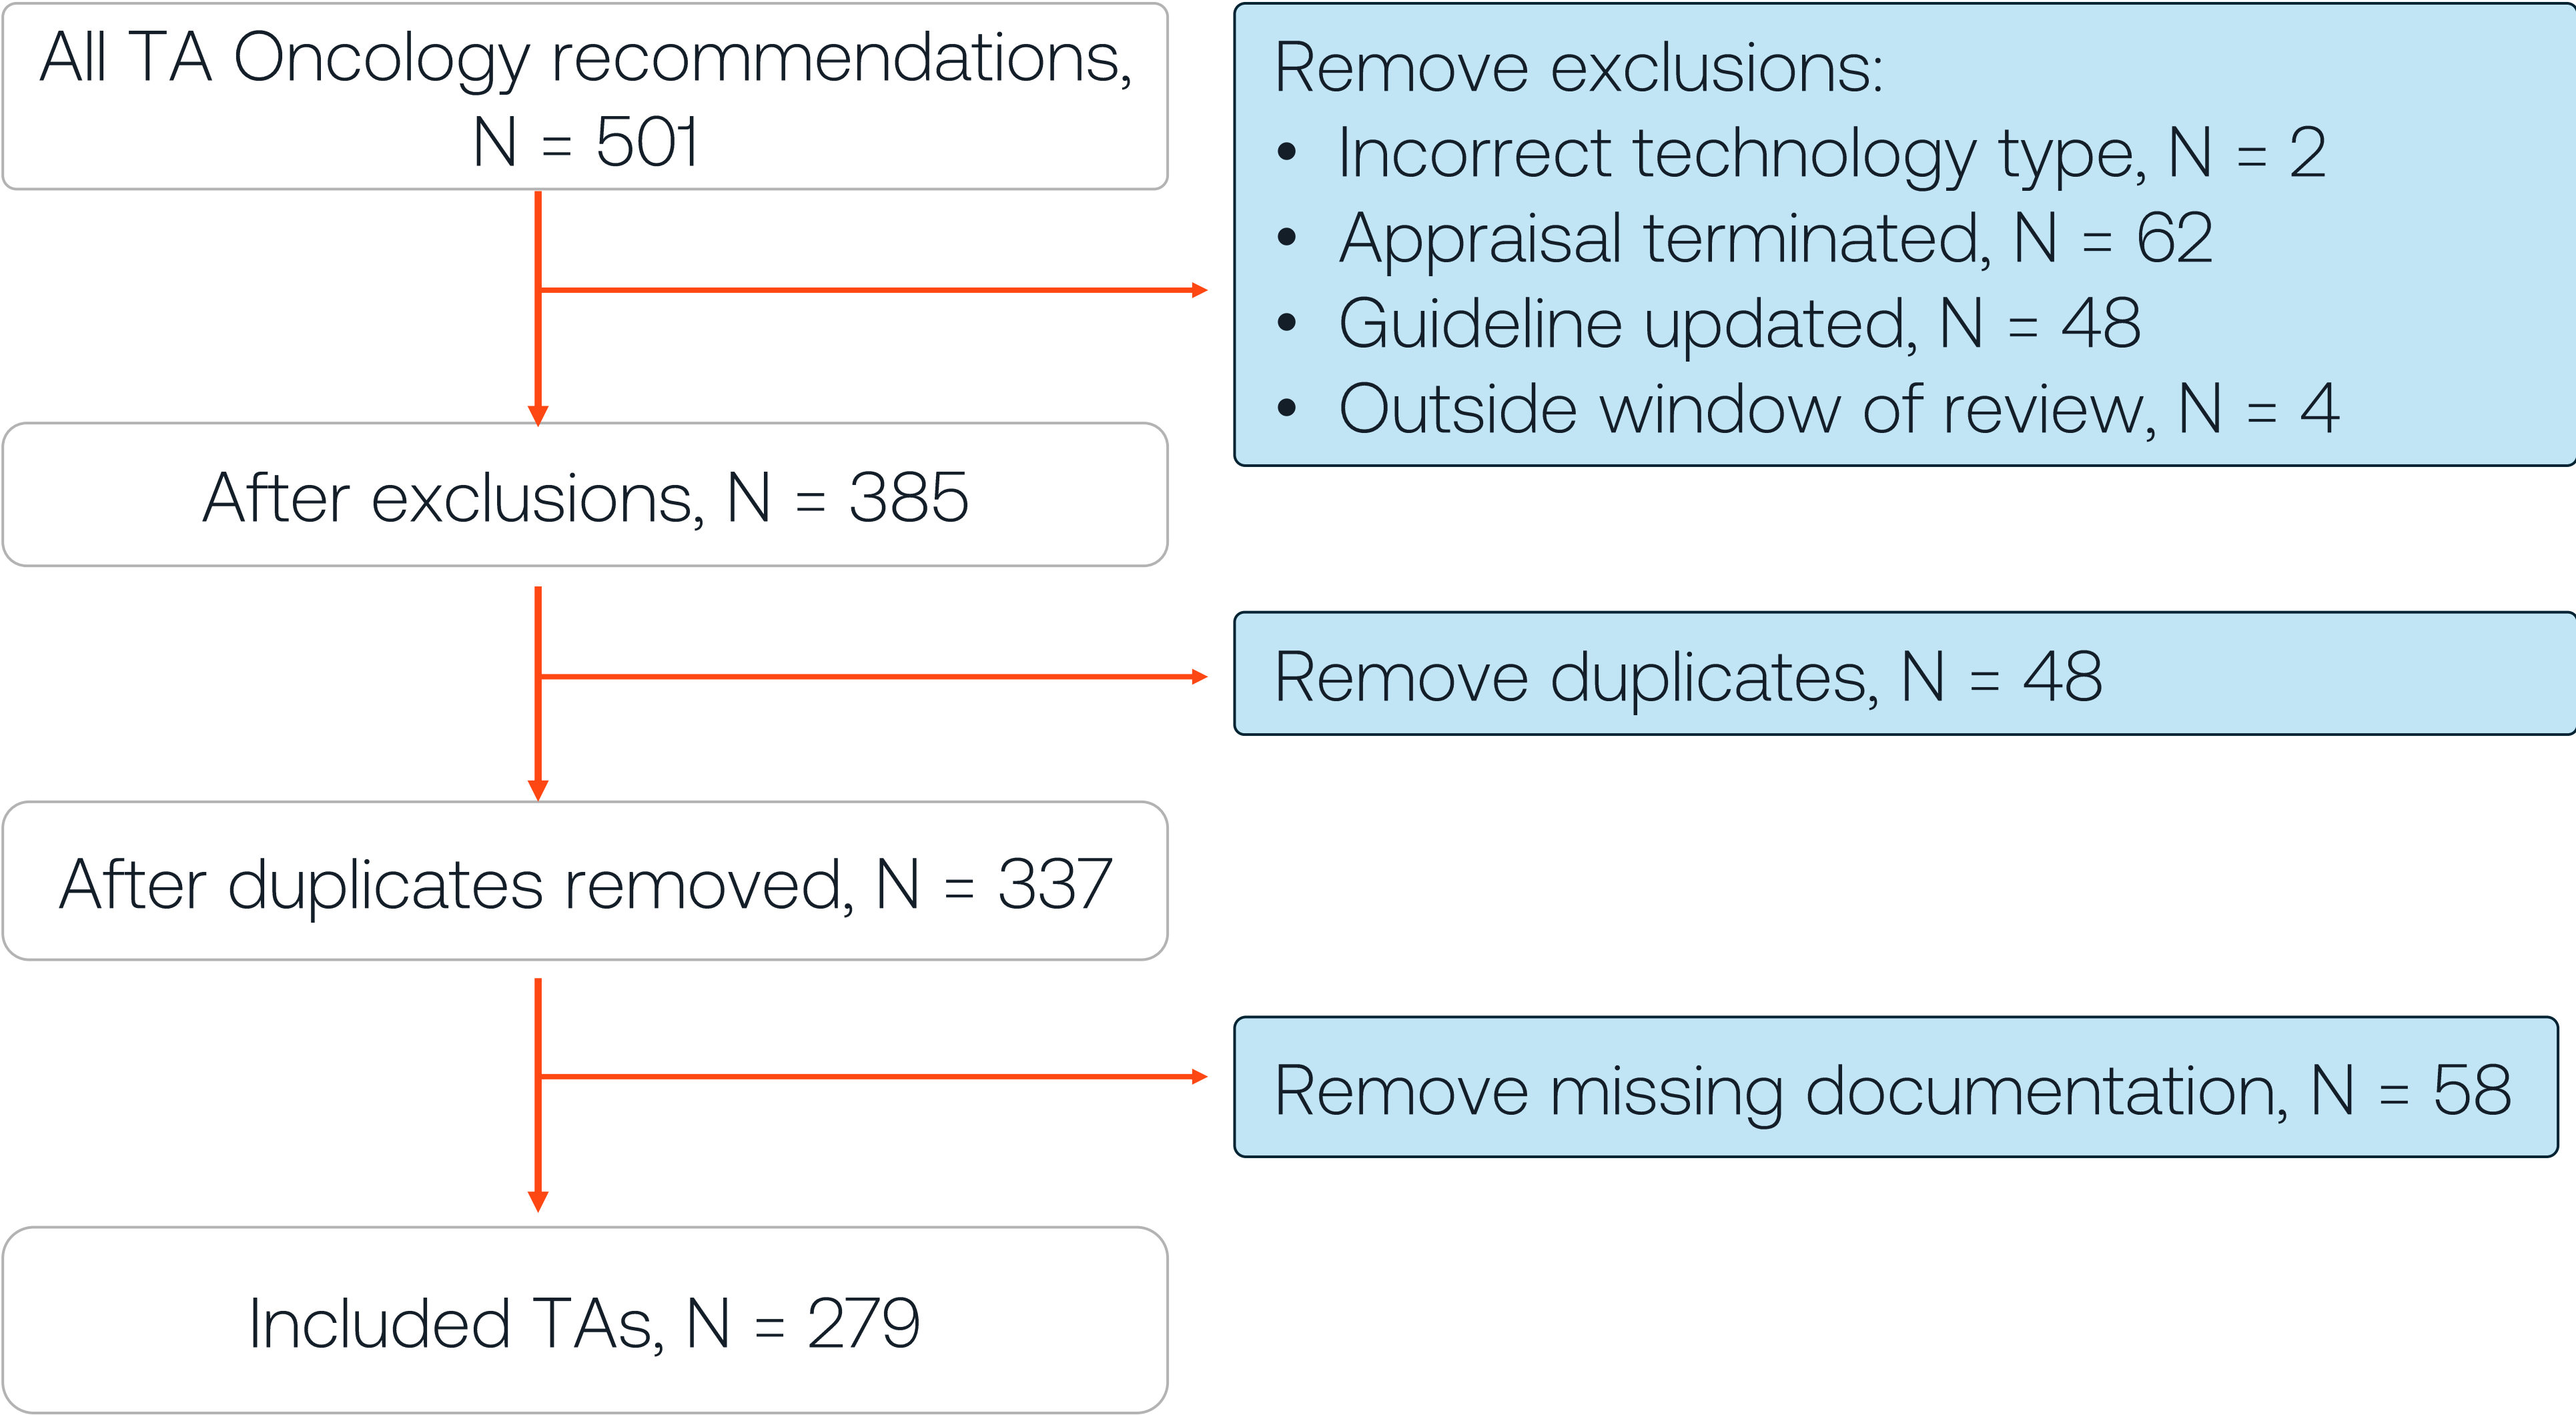 All TA Oncology recommendations,
N = 501
Remove exclusions:
• Incorrect technology type, N = 2
• Appraisal terminated, N = 62
• Guideline updated, N = 48
• Outside window of review, N = 4
After exclusions, N = 385
Remove duplicates, N = 48
After duplicates removed, N = 337
Remove missing documentation, N = 58
Included TAs, N = 279